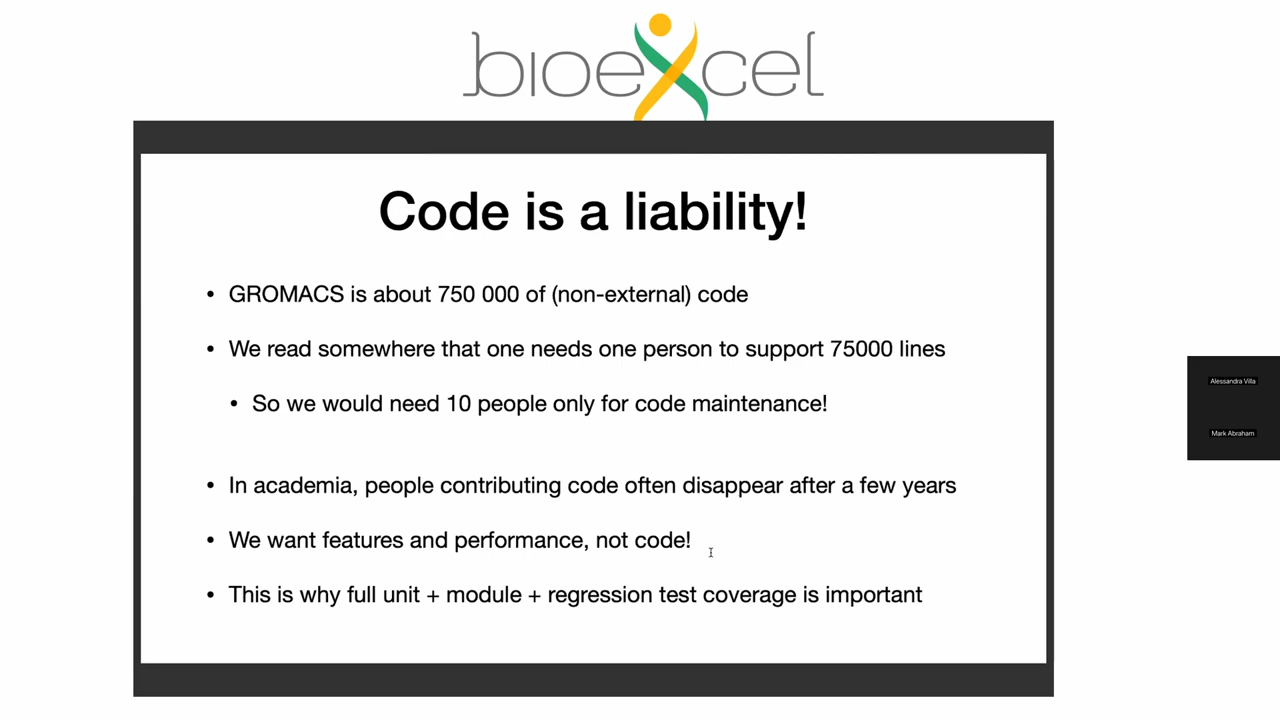 bioexcel
Code is a liability!
• GROMACS is about 750 000 of (non-external) code
• We read somewhere that one needs one person to support 75000 lines
• So we would need 10 people only for code maintenance!
• In academia, people contributing code often disappear after a few years
• We want features and performance, not code!
• This is why full unit + module + regression test coverage is important
Alessandra Villa
Mark Abraham